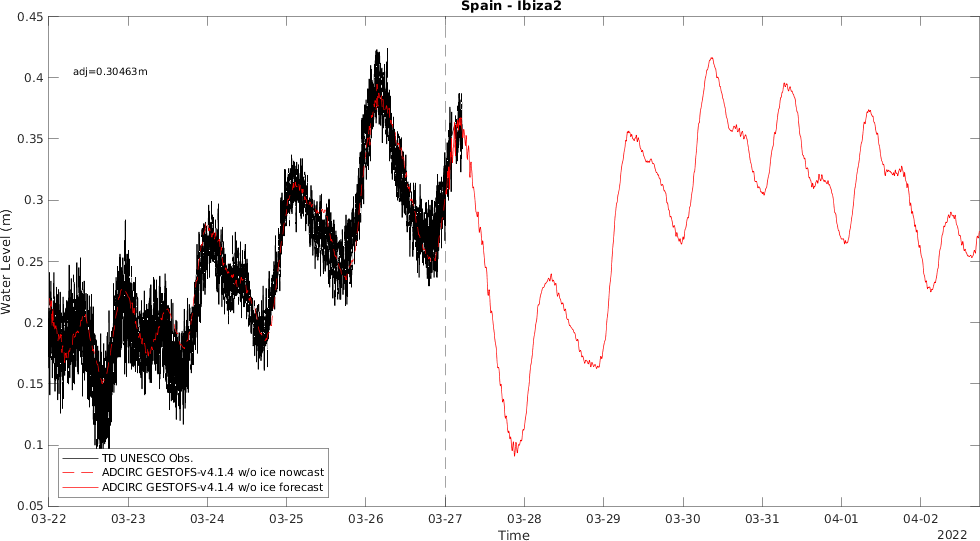 Spain - Ibiza2
0.45
0.4
0.35
0.3
0.25
0.2
0.15
0.1
0.05
Water Level (m)
adj=0.30463m
TD UNESCO Obs.
ADCIRC GESTOFS-v4.1.4 w/o ice nowcast
ADCIRC GESTOFS-v4.1.4 w/o ice forecast
03-22 03-23 03-24 03-25 03-26 03-27 03-28 03-29 03-30 03-31 04-01 04-02
Time
2022